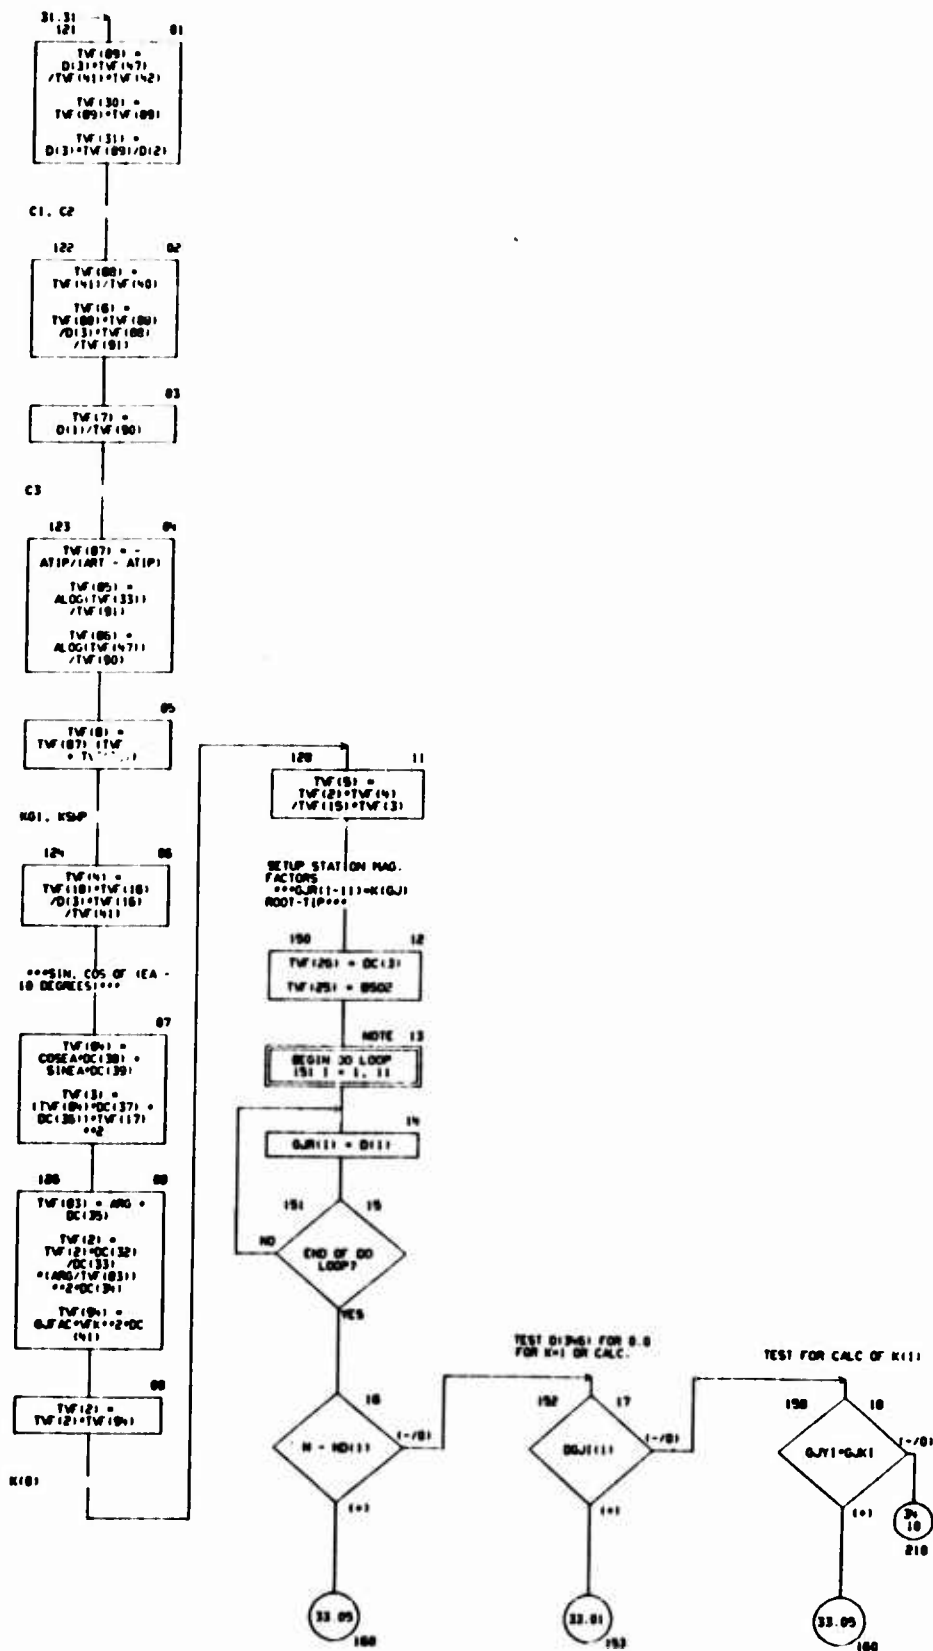 31.31
121 01
TVF(89) =
D(3)*TVF(47)
/TVF(41)*TVF(42)
TVF(30) =
TVF(89)*TVF(89)
TVF(31) =
D(3)*TVF(89)/D(2)
C1, C2
122 02
TVF(88) =
TVF(41)/TVF(40)
TVF(6) =
TVF(88)*TVF(88)
/D(3)*TVF(88)
/TVF(91)
03
TVF(7) =
D(1)/TVF(90)
C3
123 04
TVF(87) = -
ATIP/(ART - ATIP)
TVF(85) =
ALOG(TVF(33))
/TVF(91)
TVF(86) =
ALOG(TVF(47))
/TVF(90)
05
TVF(8) =
TVF(87) (TVF
KG1, KSWP
124 06
TVF(4) =
TVF(18)*TVF(16)
/D(3)*TVF(16)
/TVF(41)
***SIN, COS OF (EA -
10 DEGREES)***
07
TVF(84) =
COSEA*DC(38) +
SINEA*DC(39)
TVF(3) =
(TVF(84)*DC(37) +
DC(36))*TVF(17)
**2
126 08
TVF(83) = ARG +
DC(35)
TVF(2) =
TVF(2)*DC(32)
/DC(33)
*(ARG/TVF(83))
**2*DC(34)
TVF(94) =
GJFAC*VFK**2*DC
(41)
09
TVF(2) =
TVF(2)*TVF(94)
K(8)
128 11
TVF(5) =
TVF(2)*TVF(4)
/TVF(15)*TVF(3)
SETUP STATION MAG.
FACTORS
***GJR(1-11)=K(GJ)
ROOT-TIP***
150 12
TVF(26) = DC(3)
TVF(25) = BSO2
NOTE 13
BEGIN DO LOOP
151 I = 1, 11
14
GJR(I) = D(1)
151 15
END OF DO
LOOP?
NO
YES
16
N - ND(1)
(-/0)
(+)
33.05
160
TEST D(346) FOR 0.0
FOR K=1 OR CALC.
152 17
DGJI(1)
(-/0)
(+)
33.01
153
TEST FOR CALC OF K(1)
158 18
GJY1*GJK1
(-/0)
(+)
34
10
210
33.05
160